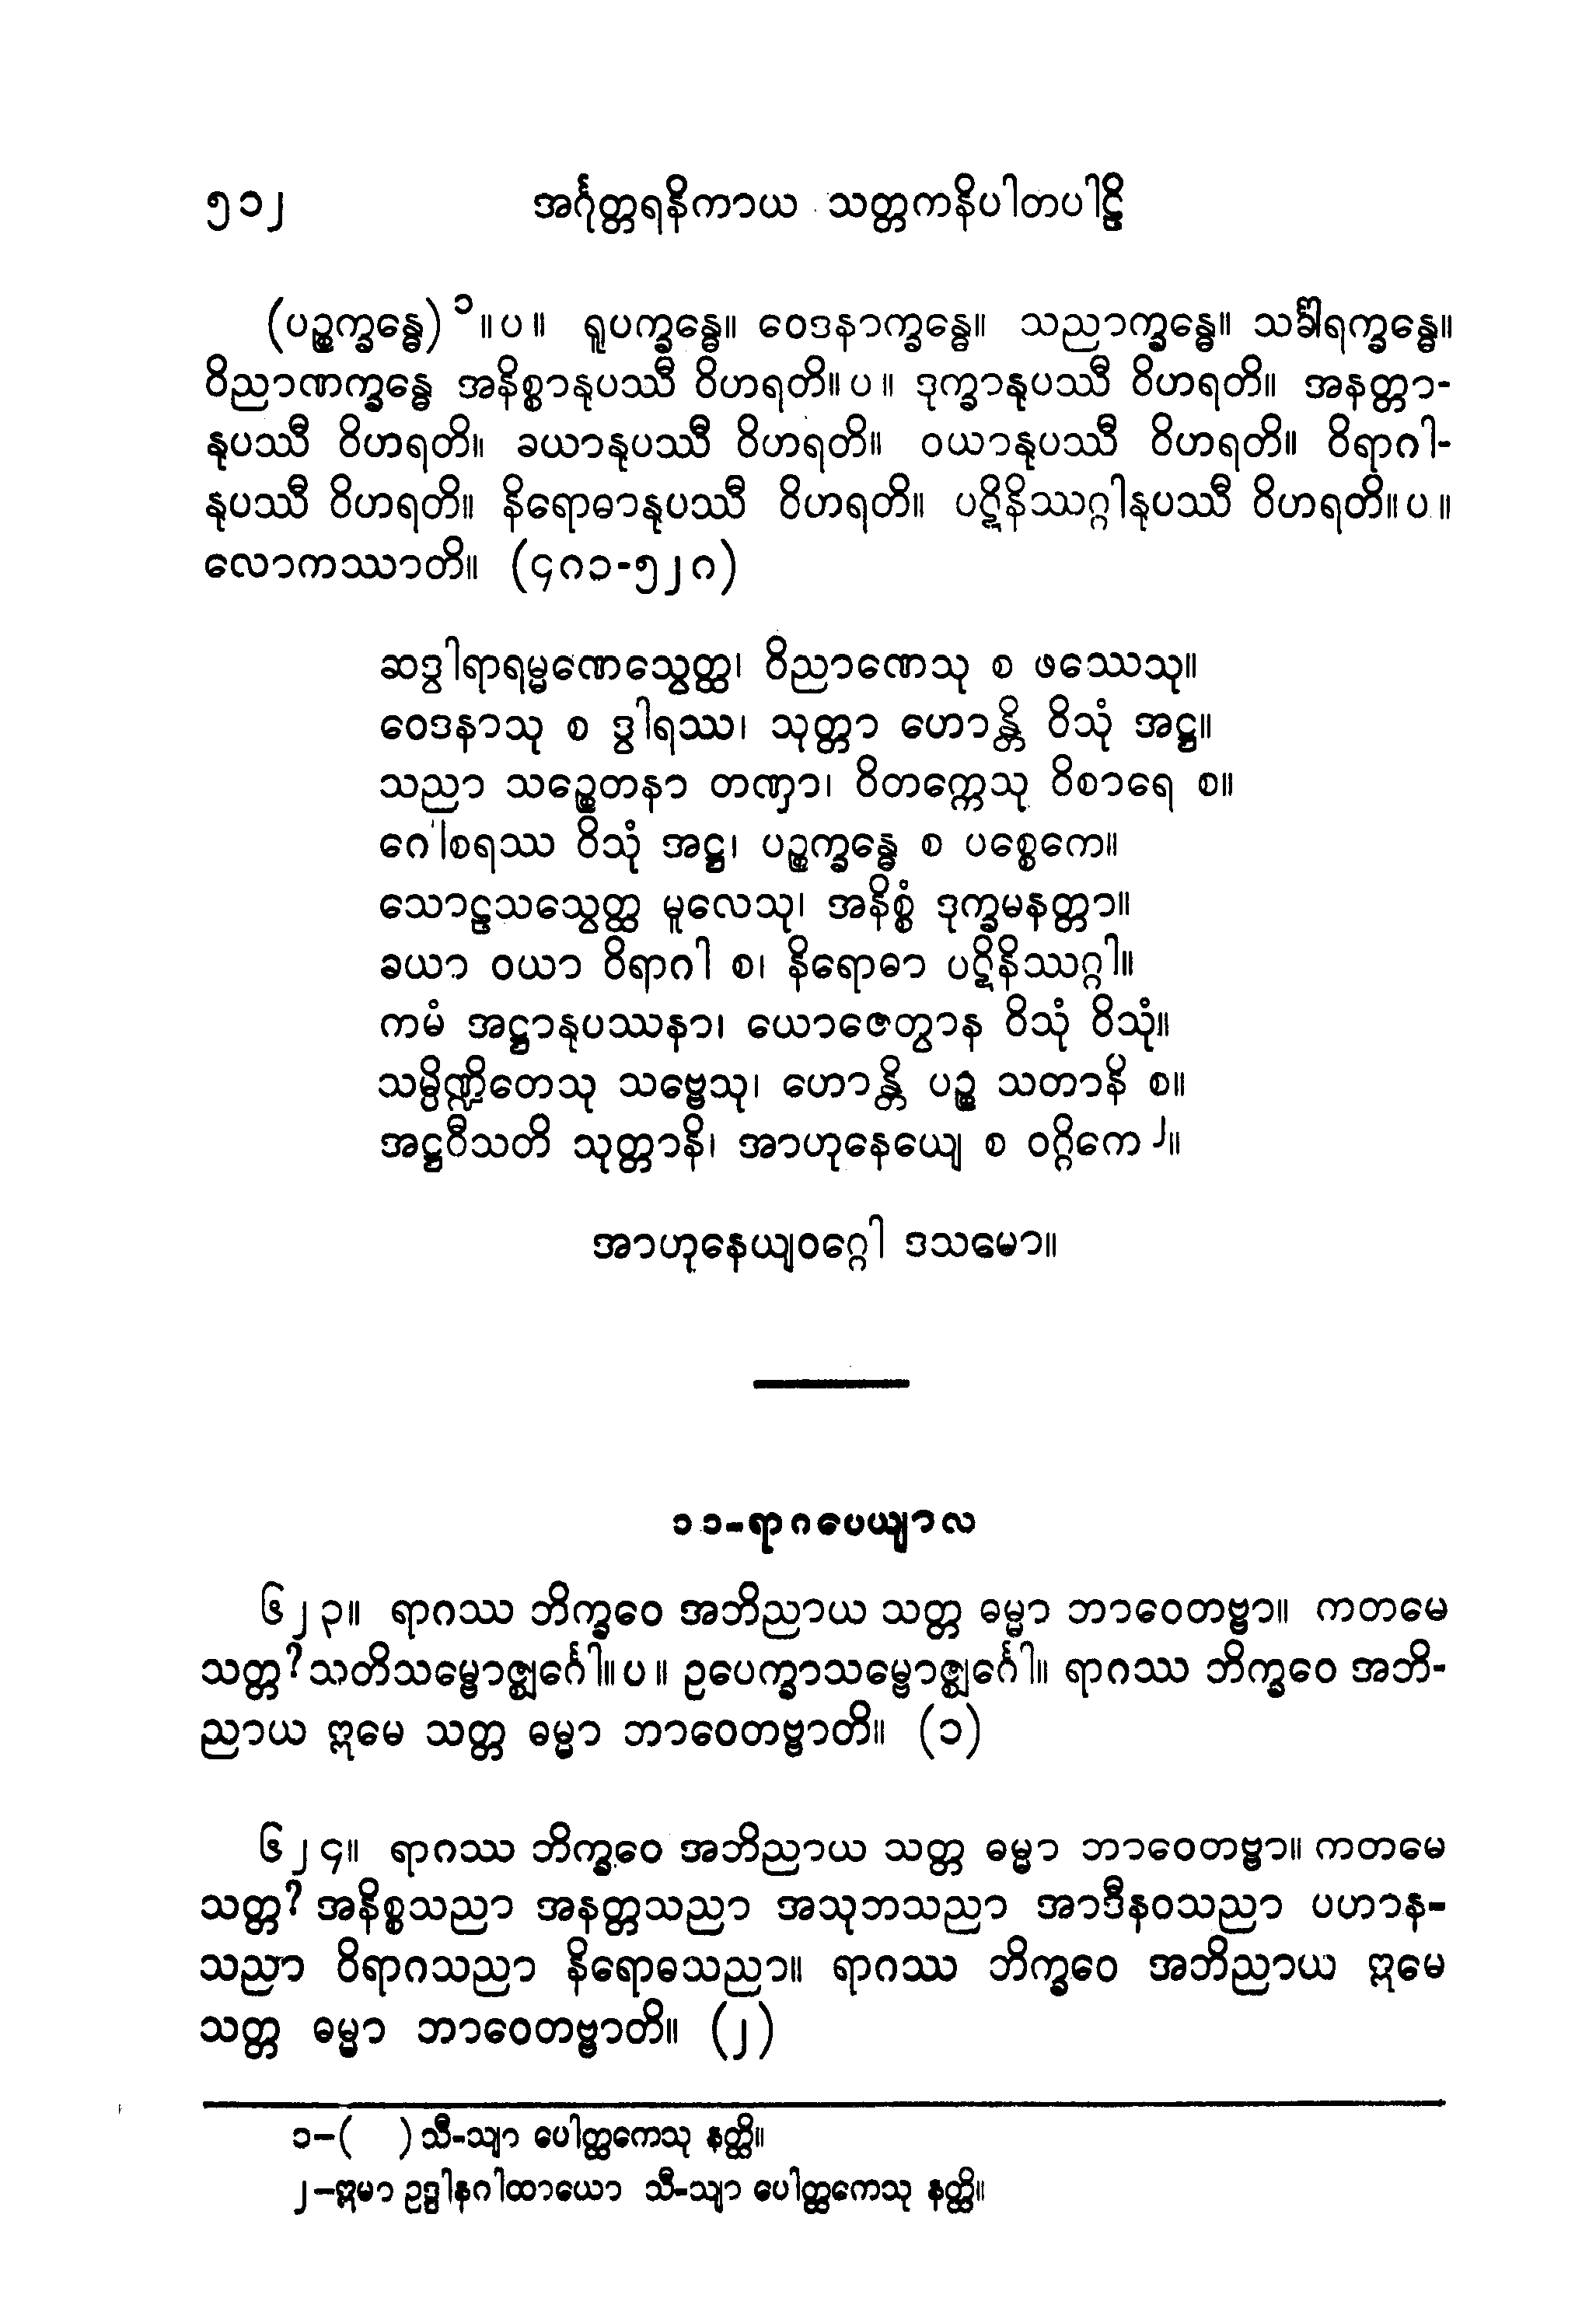 ၅၁၂ အင်္ဂုတ္တရနိကာယ သတ္တကနိပါတပါဠိ
(ပဉ္စက္ခန္ဓေ)၁။ပ။ ရူပက္ခန္ဓေ။ ဝေဒနာက္ခန္ဓေ။ သညာက္ခန္ဓေ။ သင်္ခါရက္ခန္ဓေ။
ဝိညာဏက္ခန္ဓေ အနိစ္စာနုပဿီ ဝိဟရတိ။ပ။ ဒုက္ခာနုပဿီ ဝိဟရတိ။ အနတ္တာ-
နုပဿီ ဝိဟရတိ။ ခယာနုပဿီ ဝိဟရတိ။ ဝယာနုပဿီ ဝိဟရတိ။ ဝိရာဂါ-
နုပဿီ ဝိဟရတိ။ နိရောဓာနုပဿီ ဝိဟရတိ။ ပဋိနိဿဂ္ဂါနုပဿီ ဝိဟရတိ။ပ။
လောကဿာတိ။ (၄၈၁-၅၂၈)
ဆဒွါရာရမ္မဏေသွေတ္ထ၊ ဝိညာဏေသု စ ဖဿေသု။
ဝေဒနာသု စ ဒွါရဿ၊ သုတ္တာ ဟောန္တိ ဝိသုံ အဋ္ဌ။
သညာ သဉ္စေတနာ တဏှာ၊ ဝိတက္ကေသု ဝိစာရေ စ။
ဂေါစရဿ ဝိသုံ အဋ္ဌ၊ ပဉ္စက္ခန္ဓေ စ ပစ္စေကေ။
သောဠသသွေတ္ထ မူလေသု၊ အနိစ္စံ ဒုက္ခမနတ္တာ။
ခယာ ဝယာ ဝိရာဂါ စ၊ နိရောဓာ ပဋိနိဿဂ္ဂါ။
ကမံ အဋ္ဌာနုပဿနာ၊ ယောဇေတွာန ဝိသုံ ဝိသုံ။
သမ္ပိဏ္ဍိတေသု သဗ္ဗေသု၊ ဟောန္တိ ပဉ္စ သတာနိ စ။
အဋ္ဌဝီသတိ သုတ္တာနိ၊ အာဟုနေယျေ စ ဝဂ္ဂိကေ၂။
အာဟုနေယျဝဂ္ဂေါ ဒသမော။
၁၁-ရာဂပေယျာလ
၆၂၃။ ရာဂဿ ဘိက္ခဝေ အဘိညာယ သတ္တ ဓမ္မာ ဘာဝေတဗ္ဗာ။ ကတမေ
သတ္တ? သတိသမ္ဗောဇ္ဈင်္ဂေါ။ပ။ ဥပေက္ခာသမ္ဗောဇ္ဈင်္ဂေါ။ ရာဂဿ ဘိက္ခဝေ အဘိ-
ညာယ ဣမေ သတ္တ ဓမ္မာ ဘာဝေတဗ္ဗာတိ။ (၁)
၆၂၄။ ရာဂဿ ဘိက္ခဝေ အဘိညာယ သတ္တ ဓမ္မာ ဘာဝေတဗ္ဗာ။ ကတမေ
သတ္တ? အနိစ္စသညာ အနတ္တသညာ အသုဘသညာ အာဒီနဝသညာ ပဟာန-
သညာ ဝိရာဂသညာ နိရောဓသညာ။ ရာဂဿ ဘိက္ခဝေ အဘိညာယ ဣမေ
သတ္တ ဓမ္မာ ဘာဝေတဗ္ဗာတိ။ (၂)
၁-( ) သီ-သျာ ပေါတ္ထကေသု နတ္ထိ။
၂-ဣမာ ဥဒ္ဒါနဂါထာယော သီ-သျာ ပေါတ္ထကေသု နတ္ထိ။